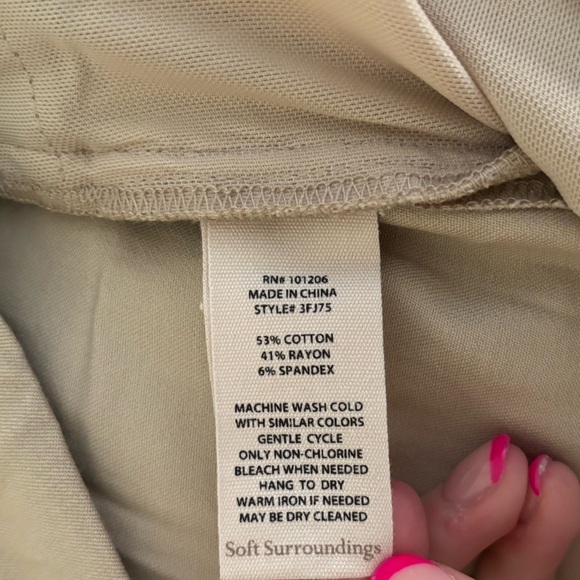 RN# 101206
MADE IN CHINA
STYLE# 3FJ75
53% COTTON
41% RAYON
6% SPANDEX
MACHINE WASH COLD
WITH SIMILAR COLORS
GENTLE CYCLE
ONLY NON-CHLORINE
BLEACH WHEN NEEDED
HANG TO DRY
WARM IRON IF NEEDED
MAY BE DRY CLEANED
Soft Surroundings